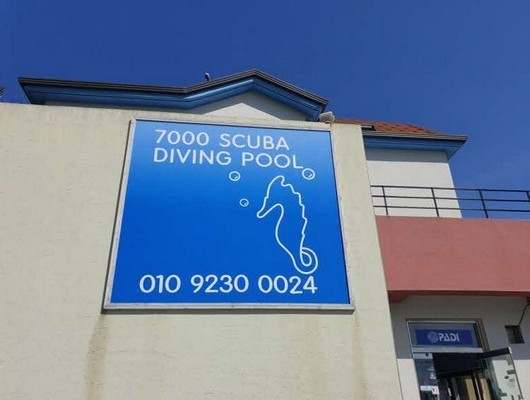 7000 SCUBA
DIVING POOL
010 9230 0024
PADI